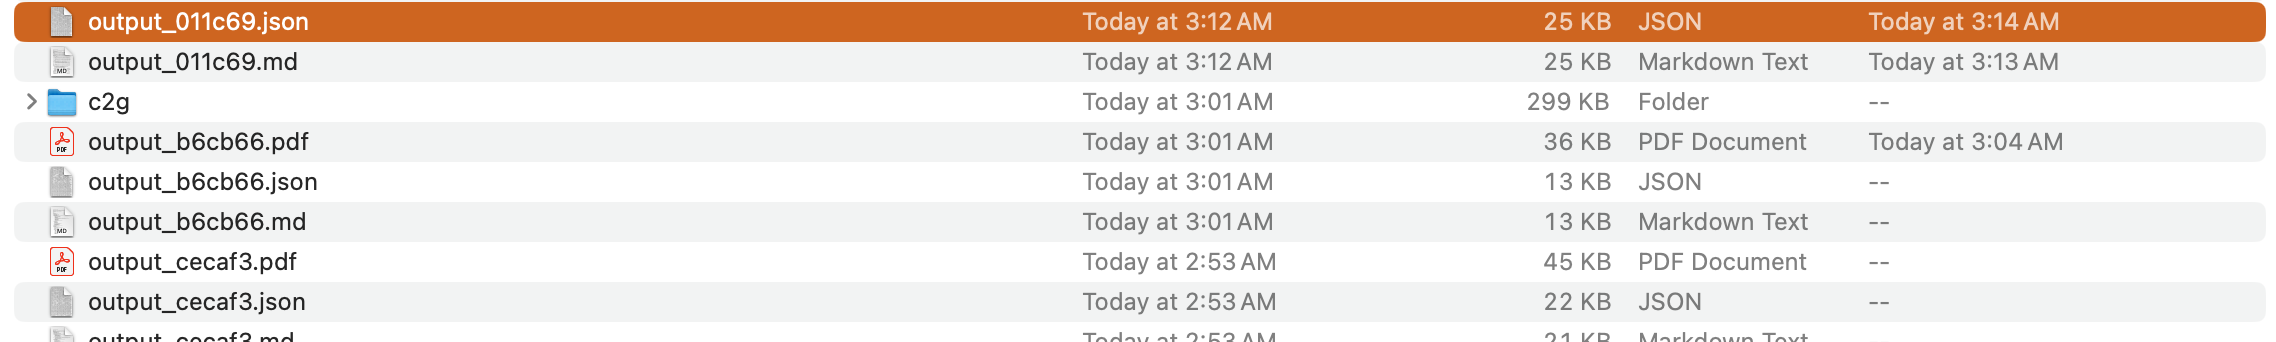 output_011c69.json Today at 3:12 AM 25 KB JSON Today at 3:14 AM
MD output_011c69.md Today at 3:12 AM 25 KB Markdown Text Today at 3:13 AM
c2g Today at 3:01 AM 299 KB Folder --
PDF output_b6cb66.pdf Today at 3:01 AM 36 KB PDF Document Today at 3:04 AM
output_b6cb66.json Today at 3:01 AM 13 KB JSON --
MD output_b6cb66.md Today at 3:01 AM 13 KB Markdown Text --
PDF output_cecaf3.pdf Today at 2:53 AM 45 KB PDF Document --
output_cecaf3.json Today at 2:53 AM 22 KB JSON --
output_cecaf3.md Today at 2:53 AM 21 KB Markdown Text --